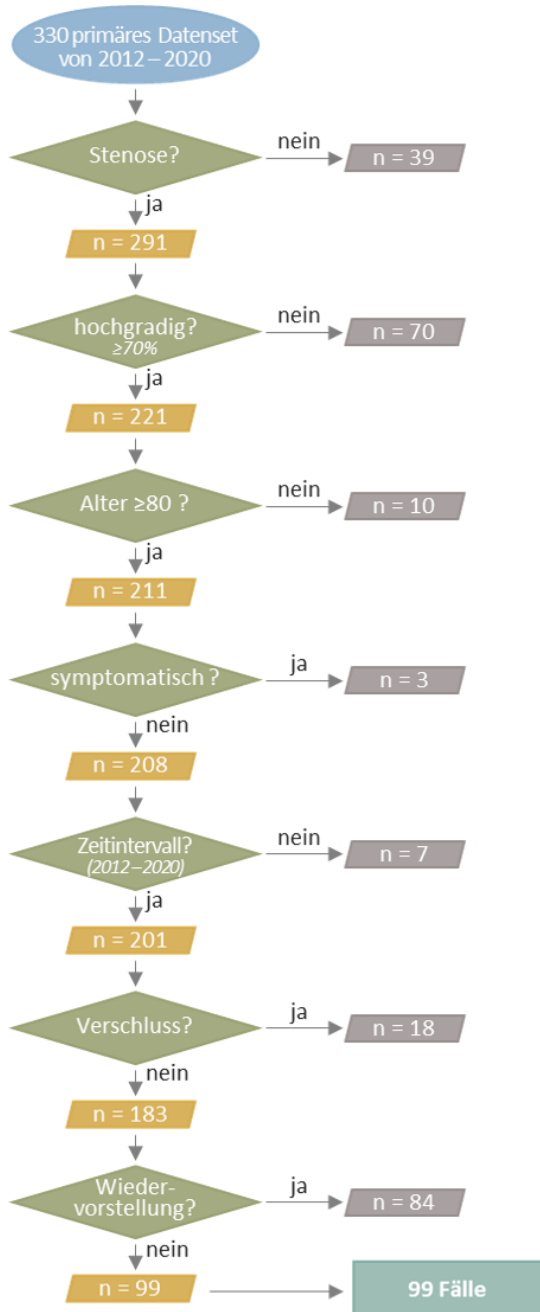 330 primäres Datenset
von 2012 – 2020
Stenose?
nein
n = 39
ja
n = 291
hochgradig?
≥70%
nein
n = 70
ja
n = 221
Alter ≥80 ?
nein
n = 10
ja
n = 211
symptomatisch ?
ja
n = 3
nein
n = 208
Zeitintervall?
(2012 – 2020)
nein
n = 7
ja
n = 201
Verschluss?
ja
n = 18
nein
n = 183
Wieder-
vorstellung?
ja
n = 84
nein
n = 99
99 Fälle